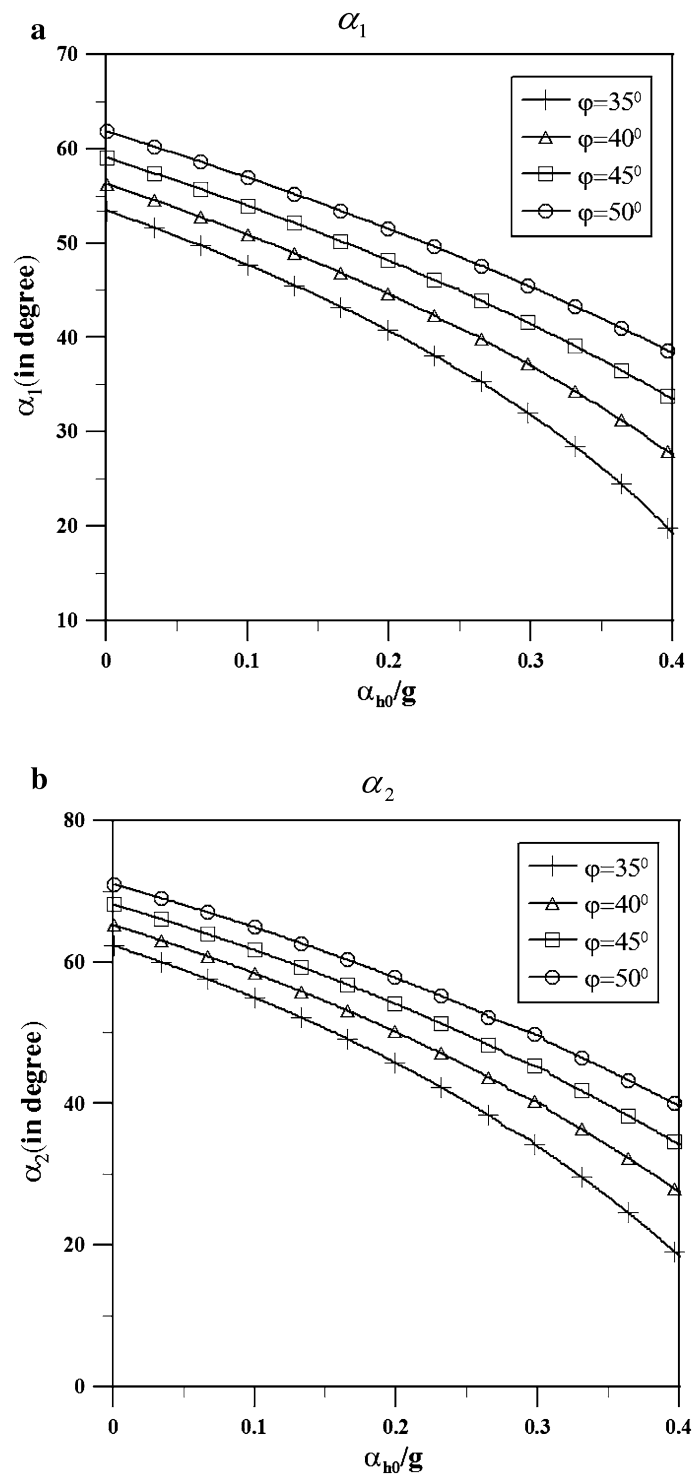 a
α₁
70
60
50
40
30
20
10
α₁(in degree)
φ=35⁰
φ=40⁰
φ=45⁰
φ=50⁰
0 0.1 0.2 0.3 0.4
αₕ₀/g
b
α₂
80
60
40
20
0
α₂(in degree)
φ=35⁰
φ=40⁰
φ=45⁰
φ=50⁰
0 0.1 0.2 0.3 0.4
αₕ₀/g